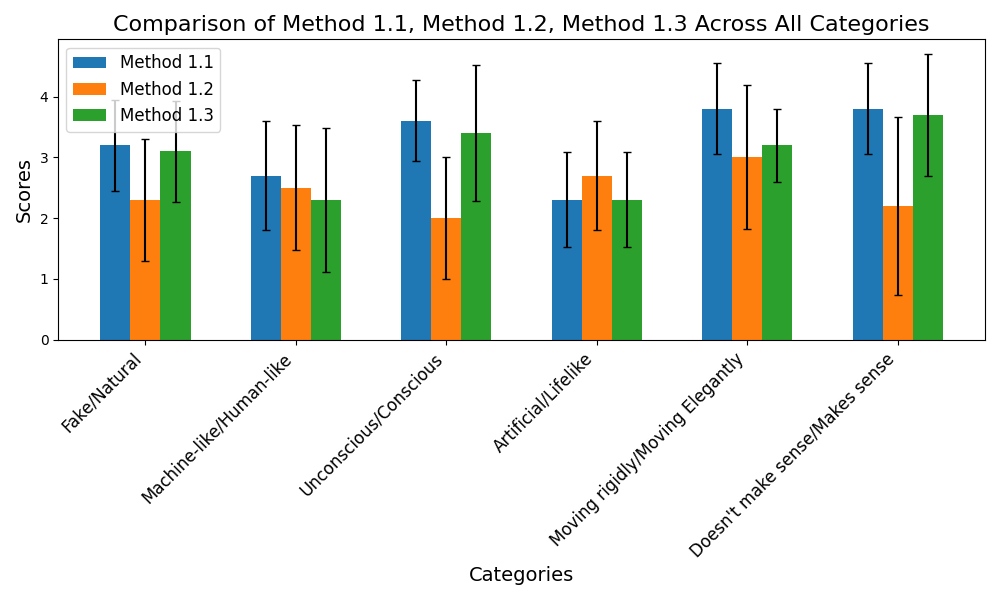 Comparison of Method 1.1, Method 1.2, Method 1.3 Across All Categories
Method 1.1
Method 1.2
Method 1.3
Scores
4
3
2
1
0
Fake/Natural
Machine-like/Human-like
Unconscious/Conscious
Artificial/Lifelike
Moving rigidly/Moving Elegantly
Doesn't make sense/Makes sense
Categories